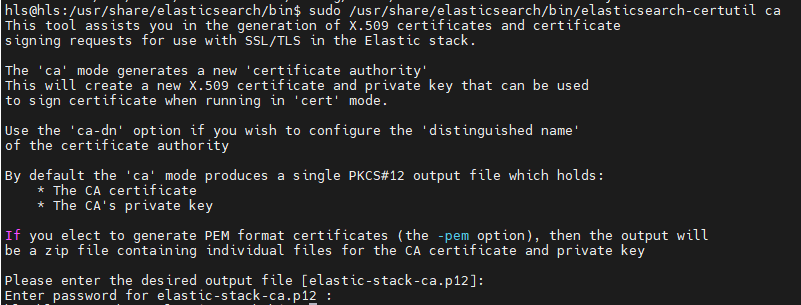 hls@hls:/usr/share/elasticsearch/bin$ sudo /usr/share/elasticsearch/bin/elasticsearch-certutil ca
This tool assists you in the generation of X.509 certificates and certificate
signing requests for use with SSL/TLS in the Elastic stack.
The 'ca' mode generates a new 'certificate authority'
This will create a new X.509 certificate and private key that can be used
to sign certificate when running in 'cert' mode.
Use the 'ca-dn' option if you wish to configure the 'distinguished name'
of the certificate authority
By default the 'ca' mode produces a single PKCS#12 output file which holds:
* The CA certificate
* The CA's private key
If you elect to generate PEM format certificates (the -pem option), then the output will
be a zip file containing individual files for the CA certificate and private key
Please enter the desired output file [elastic-stack-ca.p12]:
Enter password for elastic-stack-ca.p12 :